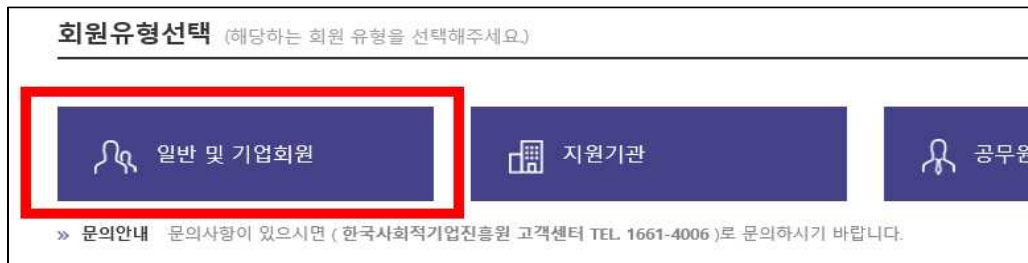 회원유형선택 (해당하는 회원 유형을 선택해주세요.)
일반 및 기업회원 지원기관 공무원
» 문의안내 문의사항이 있으시면 ( 한국사회적기업진흥원 고객센터 TEL. 1661-4006 )로 문의하시기 바랍니다.